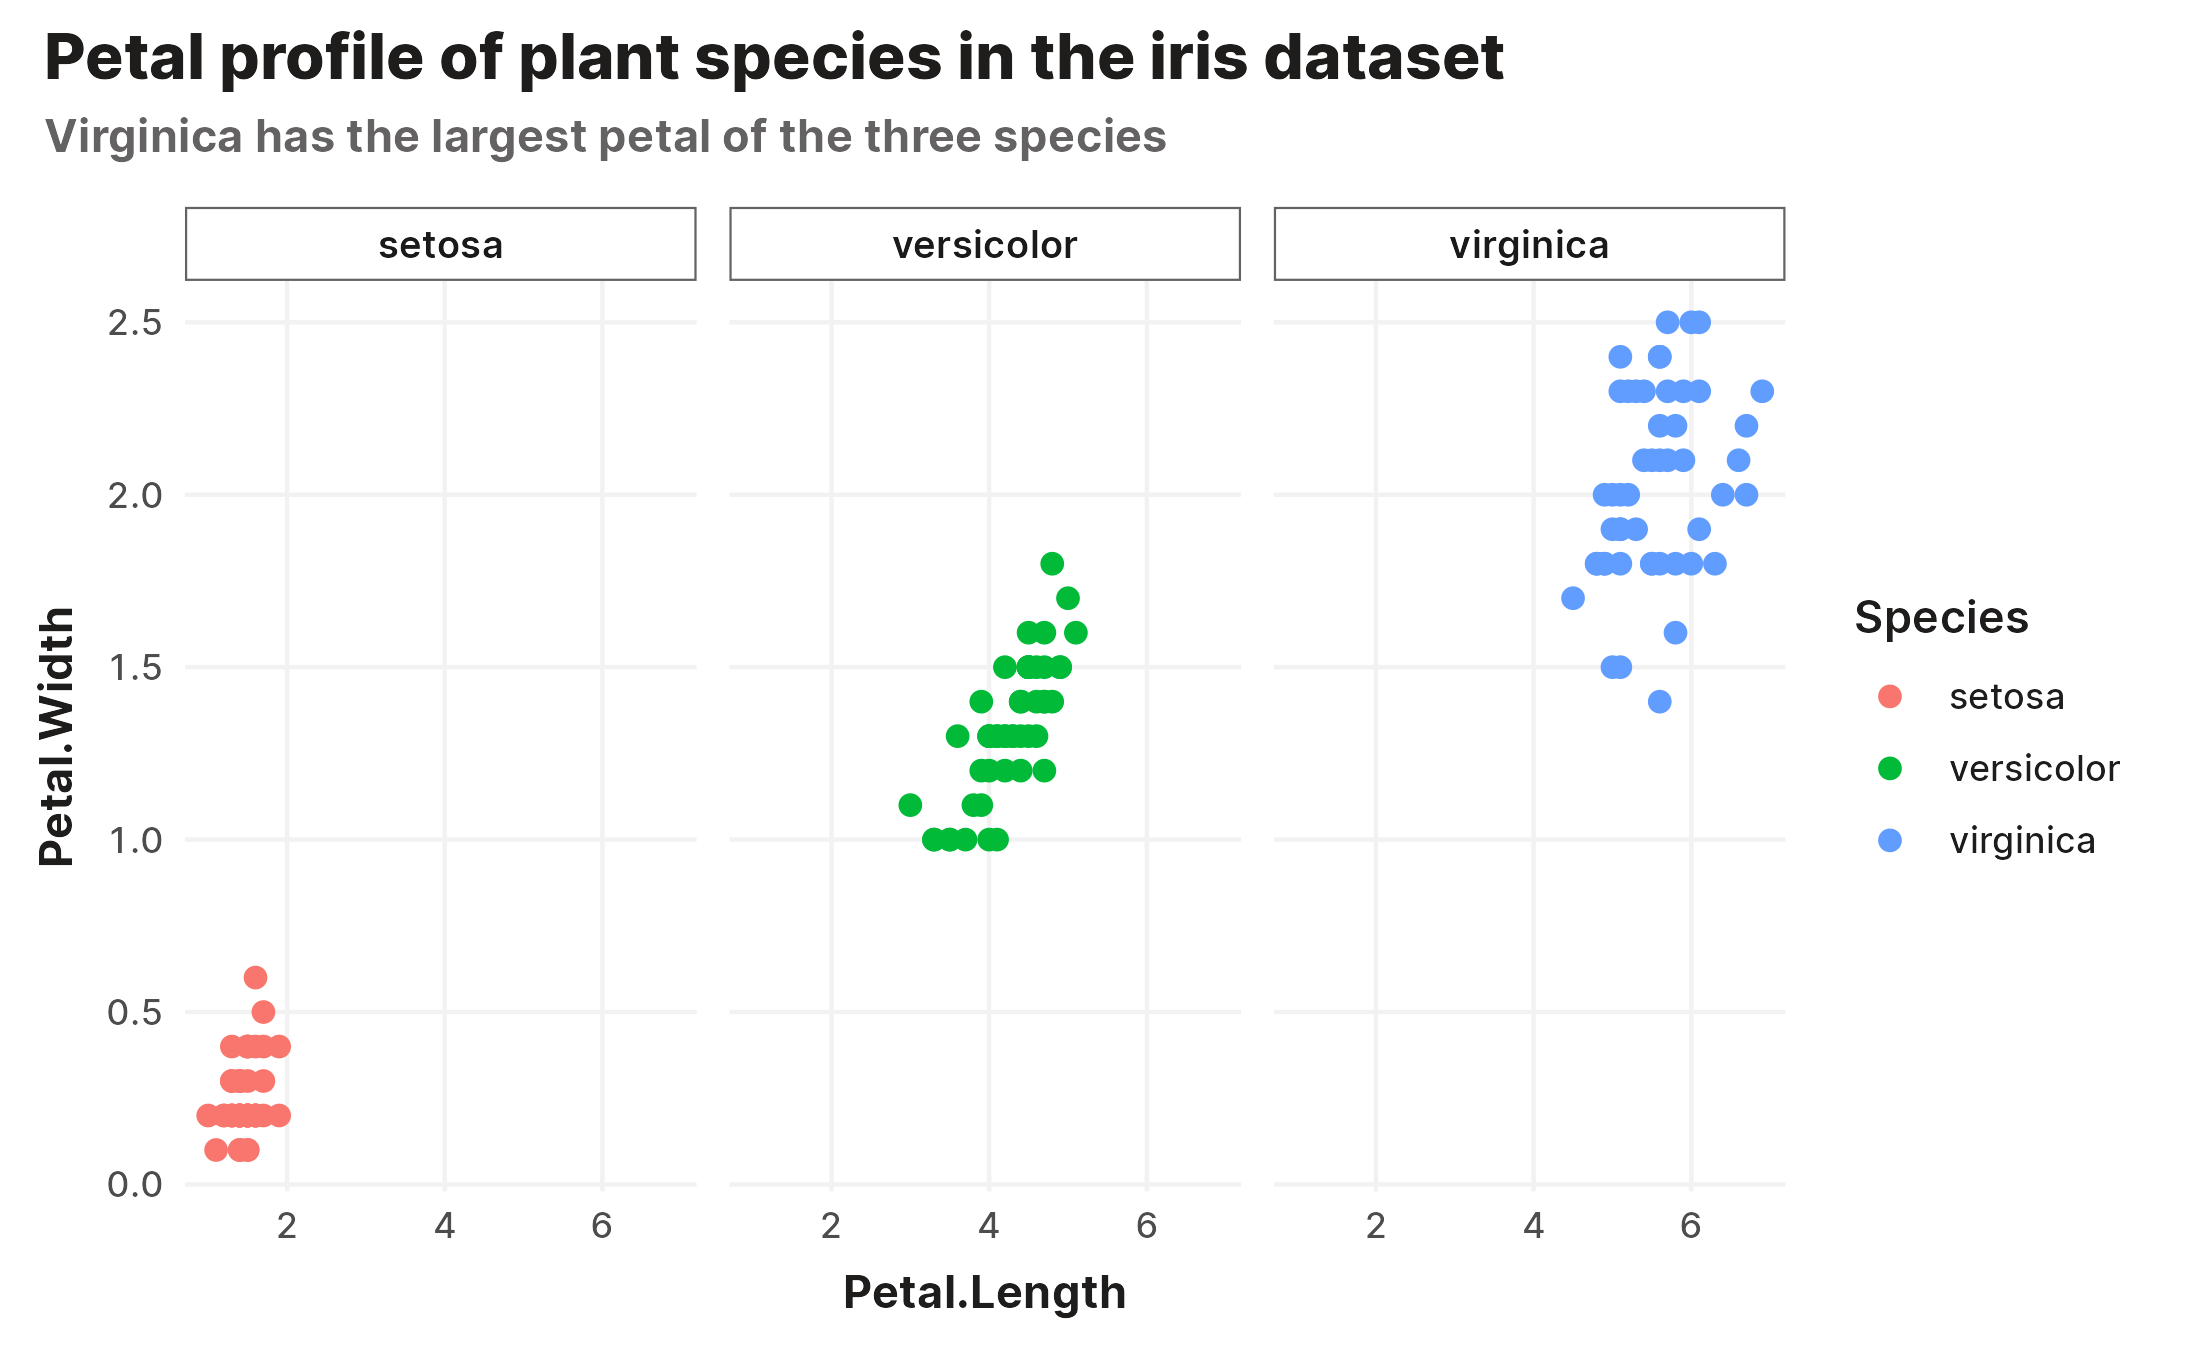 Petal profile of plant species in the iris dataset
Virginica has the largest petal of the three species
setosa
versicolor
virginica
2.5
2.0
1.5
1.0
0.5
0.0
Petal.Width
2 4 6
2 4 6
2 4 6
Petal.Length
Species
setosa
versicolor
virginica